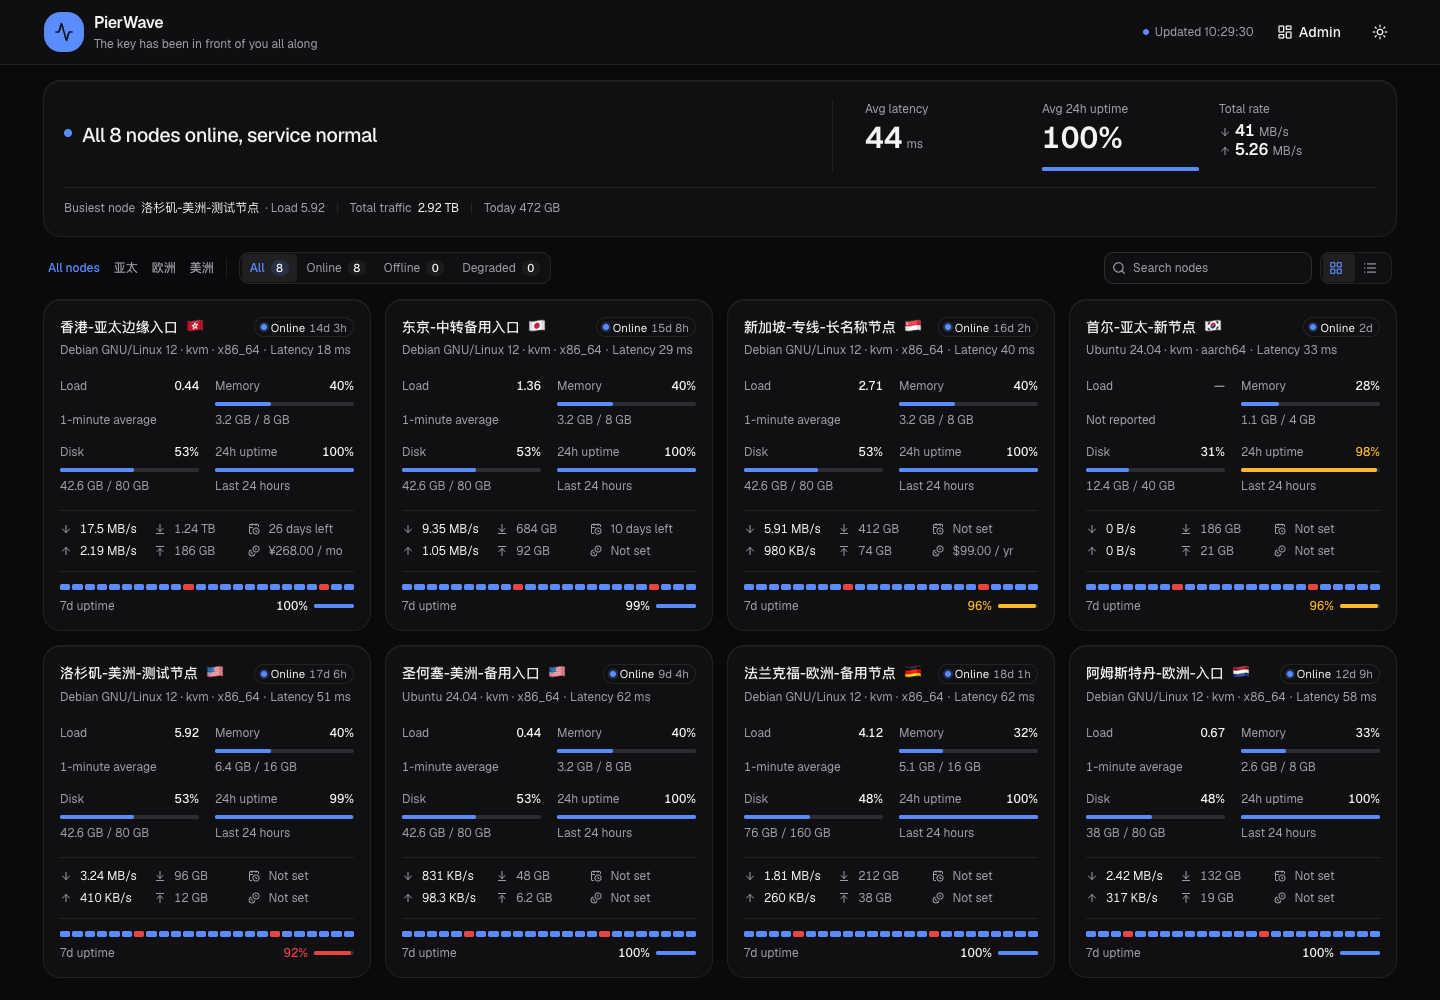 PierWave
The key has been in front of you all along
Updated 10:29:30
Admin
All 8 nodes online, service normal
Avg latency
44 ms
Avg 24h uptime
100%
Total rate
↓ 41 MB/s
↑ 5.26 MB/s
Busiest node 洛杉矶-美洲-测试节点 · Load 5.92
Total traffic 2.92 TB
Today 472 GB
All nodes 亚太 欧洲 美洲
All 8 Online 8 Offline 0 Degraded 0
Search nodes
香港-亚太边缘入口
Online 14d 3h
Debian GNU/Linux 12 · kvm · x86_64 · Latency 18 ms
Load 0.44 Memory 40%
1-minute average 3.2 GB / 8 GB
Disk 53% 24h uptime 100%
42.6 GB / 80 GB Last 24 hours
↓ 17.5 MB/s 1.24 TB 26 days left
↑ 2.19 MB/s 186 GB ¥268.00 / mo
7d uptime 100%
东京-中转备用入口
Online 15d 8h
Debian GNU/Linux 12 · kvm · x86_64 · Latency 29 ms
Load 1.36 Memory 40%
1-minute average 3.2 GB / 8 GB
Disk 53% 24h uptime 100%
42.6 GB / 80 GB Last 24 hours
↓ 9.35 MB/s 684 GB 10 days left
↑ 1.05 MB/s 92 GB Not set
7d uptime 99%
新加坡-专线-长名称节点
Online 16d 2h
Debian GNU/Linux 12 · kvm · x86_64 · Latency 40 ms
Load 2.71 Memory 40%
1-minute average 3.2 GB / 8 GB
Disk 53% 24h uptime 100%
42.6 GB / 80 GB Last 24 hours
↓ 5.91 MB/s 412 GB Not set
↑ 980 KB/s 74 GB $99.00 / yr
7d uptime 96%
首尔-亚太-新节点
Online 2d
Ubuntu 24.04 · kvm · aarch64 · Latency 33 ms
Load — Memory 28%
Not reported 1.1 GB / 4 GB
Disk 31% 24h uptime 98%
12.4 GB / 40 GB Last 24 hours
↓ 0 B/s 186 GB Not set
↑ 0 B/s 21 GB Not set
7d uptime 96%
洛杉矶-美洲-测试节点
Online 17d 6h
Debian GNU/Linux 12 · kvm · x86_64 · Latency 51 ms
Load 5.92 Memory 40%
1-minute average 6.4 GB / 16 GB
Disk 53% 24h uptime 99%
42.6 GB / 80 GB Last 24 hours
↓ 3.24 MB/s 96 GB Not set
↑ 410 KB/s 12 GB Not set
7d uptime 92%
圣何塞-美洲-备用入口
Online 9d 4h
Ubuntu 24.04 · kvm · x86_64 · Latency 62 ms
Load 0.44 Memory 40%
1-minute average 3.2 GB / 8 GB
Disk 53% 24h uptime 100%
42.6 GB / 80 GB Last 24 hours
↓ 831 KB/s 48 GB Not set
↑ 98.3 KB/s 6.2 GB Not set
7d uptime 100%
法兰克福-欧洲-备用节点
Online 18d 1h
Debian GNU/Linux 12 · kvm · x86_64 · Latency 62 ms
Load 4.12 Memory 32%
1-minute average 5.1 GB / 16 GB
Disk 48% 24h uptime 100%
76 GB / 160 GB Last 24 hours
↓ 1.81 MB/s 212 GB Not set
↑ 260 KB/s 38 GB Not set
7d uptime 100%
阿姆斯特丹-欧洲-入口
Online 12d 9h
Debian GNU/Linux 12 · kvm · x86_64 · Latency 58 ms
Load 0.67 Memory 33%
1-minute average 2.6 GB / 8 GB
Disk 48% 24h uptime 100%
38 GB / 80 GB Last 24 hours
↓ 2.42 MB/s 132 GB Not set
↑ 317 KB/s 19 GB Not set
7d uptime 100%